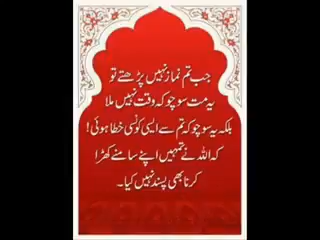 جب تم نماز نہیں پڑھتے تو
یہ مت سوچو کہ وقت نہیں ملا
بلکہ یہ سوچو کہ تم سے ایسی کونسی خطا ہوئی!
کہ اللہ نے تمہیں اپنے سامنے کھڑا
کرنا بھی پسند نہیں کیا۔